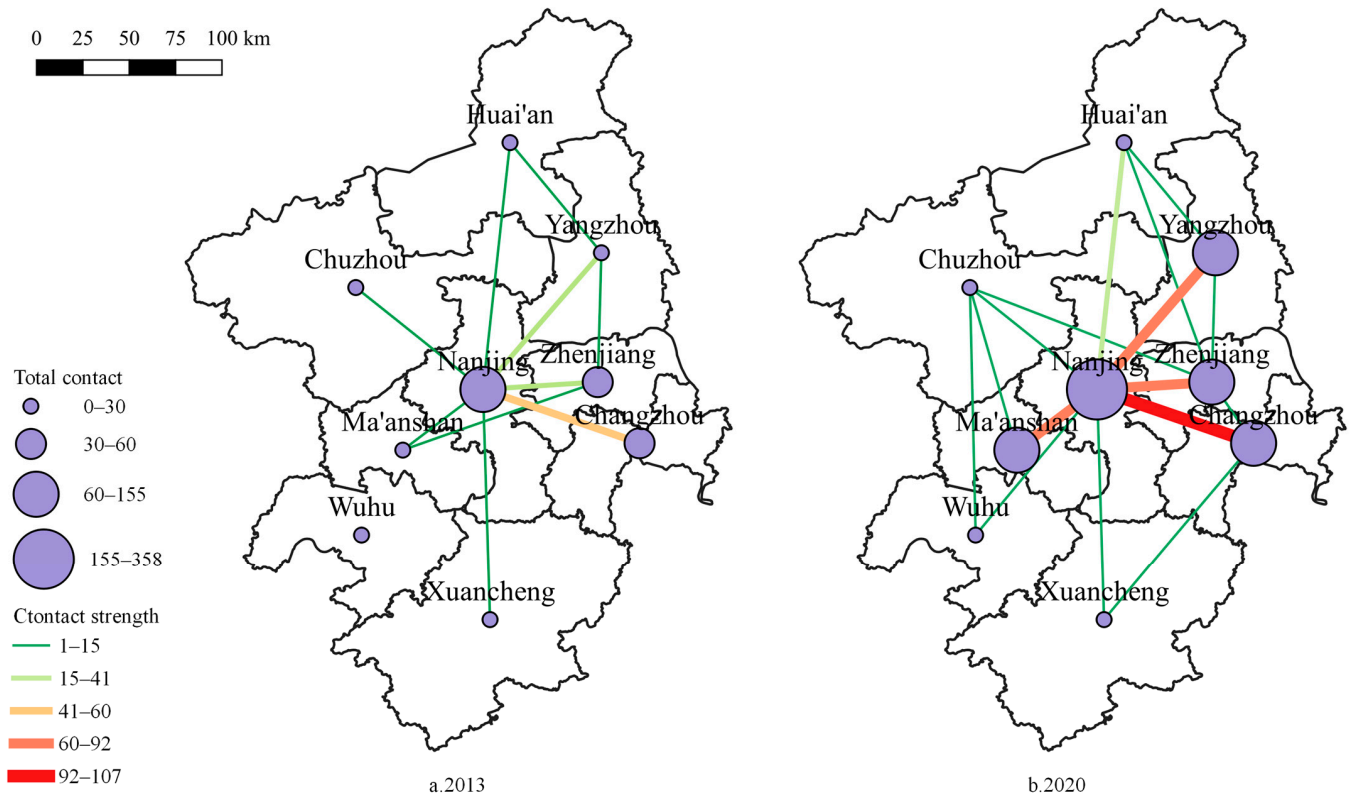 0 25 50 75 100 km
Huai'an
Yangzhou
Chuzhou
Nanjing
Zhenjiang
Ma'anshan
Changzhou
Wuhu
Xuancheng
a.2013
Huai'an
Yangzhou
Chuzhou
Nanjing
Zhenjiang
Ma'anshan
Changzhou
Wuhu
Xuancheng
b.2020
Total contact
0–30
30–60
60–155
155–358
Ctontact strength
1–15
15–41
41–60
60–92
92–107